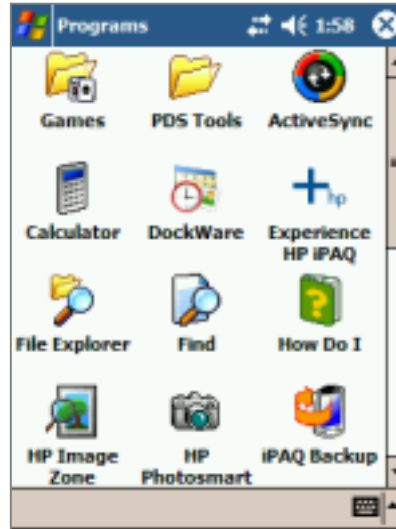 Programs 1:58
Games PDS Tools ActiveSync
hp
Calculator DockWare Experience
HP iPAQ
?
File Explorer Find How Do I
HP Image HP iPAQ Backup
Zone Photosmart